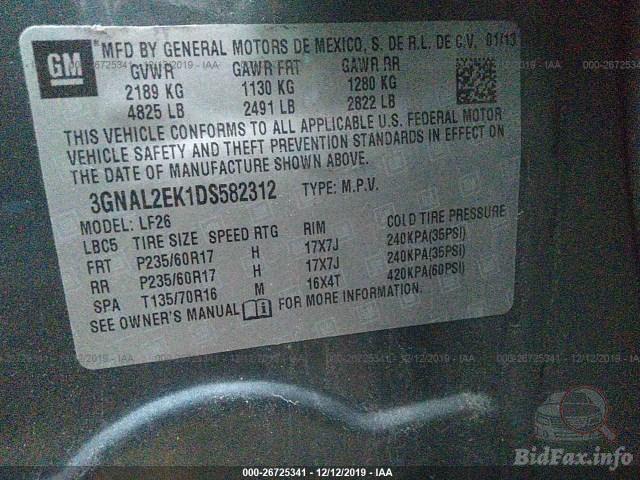 GM
MFD BY GENERAL MOTORS DE MEXICO, S. DE R.L. DE C.V. 01/13
GVWR GAWR FRT GAWR RR
2189 KG 1130 KG 1280 KG
4825 LB 2491 LB 2822 LB
THIS VEHICLE CONFORMS TO ALL APPLICABLE U.S. FEDERAL MOTOR
VEHICLE SAFETY AND THEFT PREVENTION STANDARDS IN EFFECT ON
THE DATE OF MANUFACTURE SHOWN ABOVE.
3GNAL2EK1DS582312 TYPE: M.P.V.
MODEL: LF26
LBC5 TIRE SIZE SPEED RTG RIM COLD TIRE PRESSURE
FRT P235/60R17 H 17X7J 240KPA(35PSI)
RR P235/60R17 H 17X7J 240KPA(35PSI)
SPA T135/70R16 M 16X4T 420KPA(60PSI)
SEE OWNER'S MANUAL FOR MORE INFORMATION.
000-26725341 - 12/12/2019 - IAA
BidFax.info